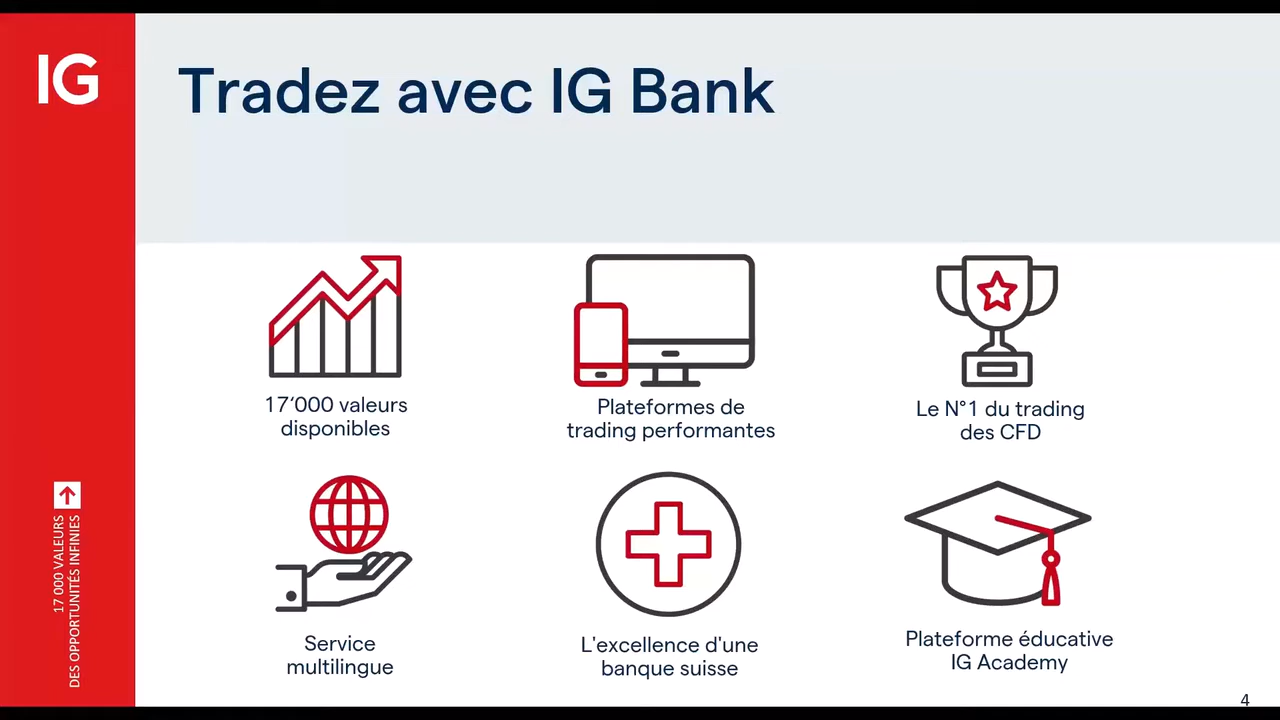 IG
Tradez avec IG Bank
17‘000 valeurs
disponibles
Plateformes de
trading performantes
Le N°1 du trading
des CFD
Service
multilingue
L'excellence d'une
banque suisse
Plateforme éducative
IG Academy
17 000 VALEURS
DES OPPORTUNITÉS INFINIES
4